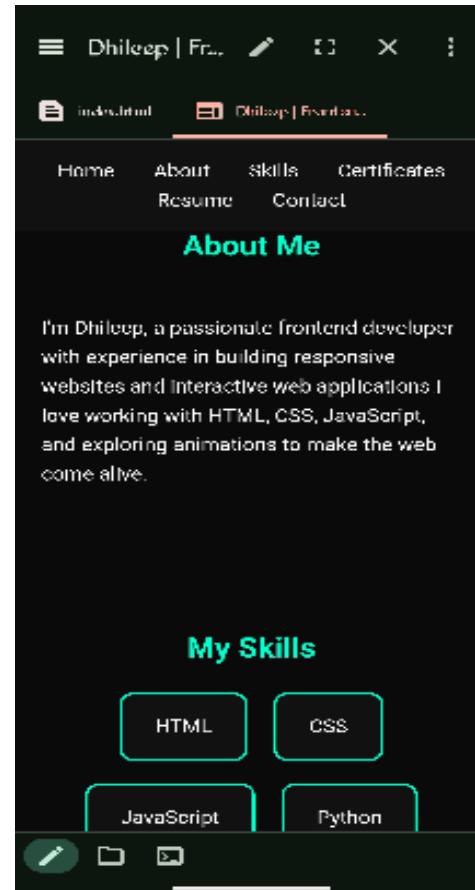 Dhileep | Fr...
index.html
Dhileep | Fronten...
Home About Skills Certificates
Resume Contact
About Me
I'm Dhileep, a passionate frontend developer
with experience in building responsive
websites and interactive web applications I
love working with HTML, CSS, JavaScript,
and exploring animations to make the web
come alive.
My Skills
HTML CSS
JavaScript Python